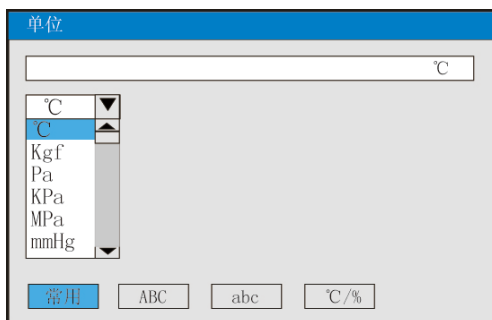 单位
℃
℃
℃
Kgf
Pa
KPa
MPa
mmHg
常用 ABC abc ℃/%